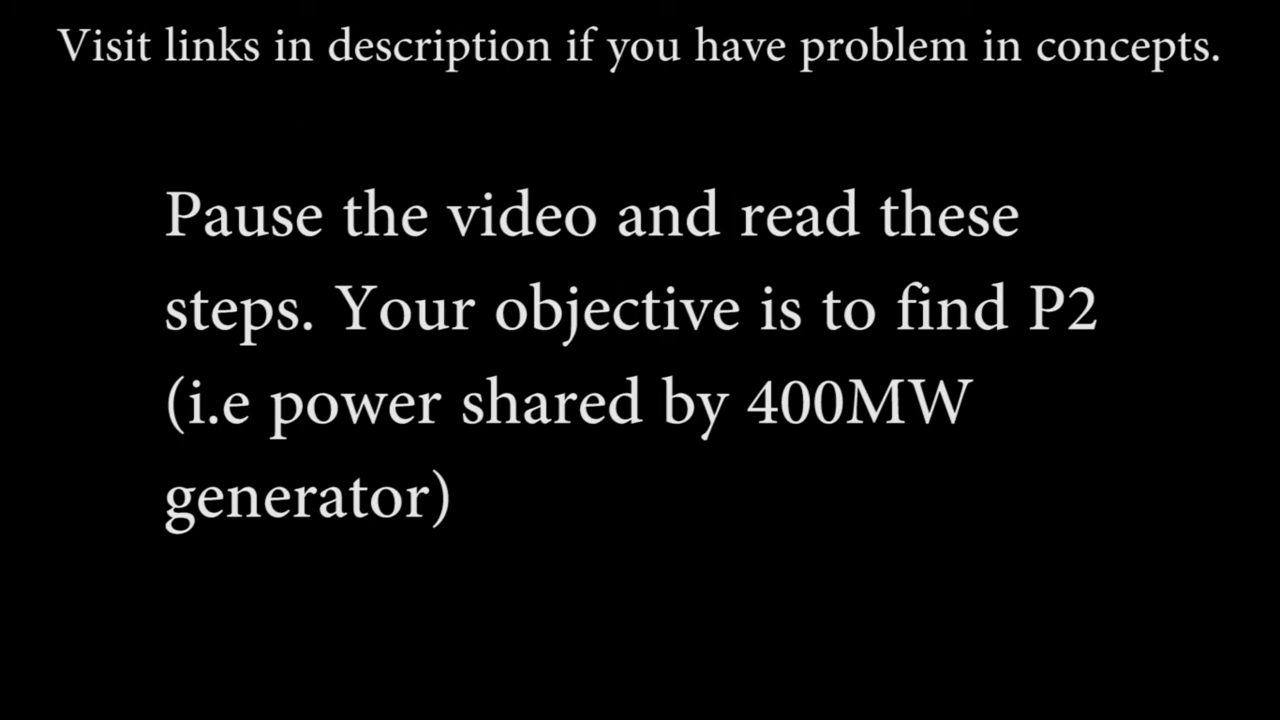 Visit links in description if you have problem in concepts.
Pause the video and read these
steps. Your objective is to find P2
(i.e power shared by 400MW
generator)